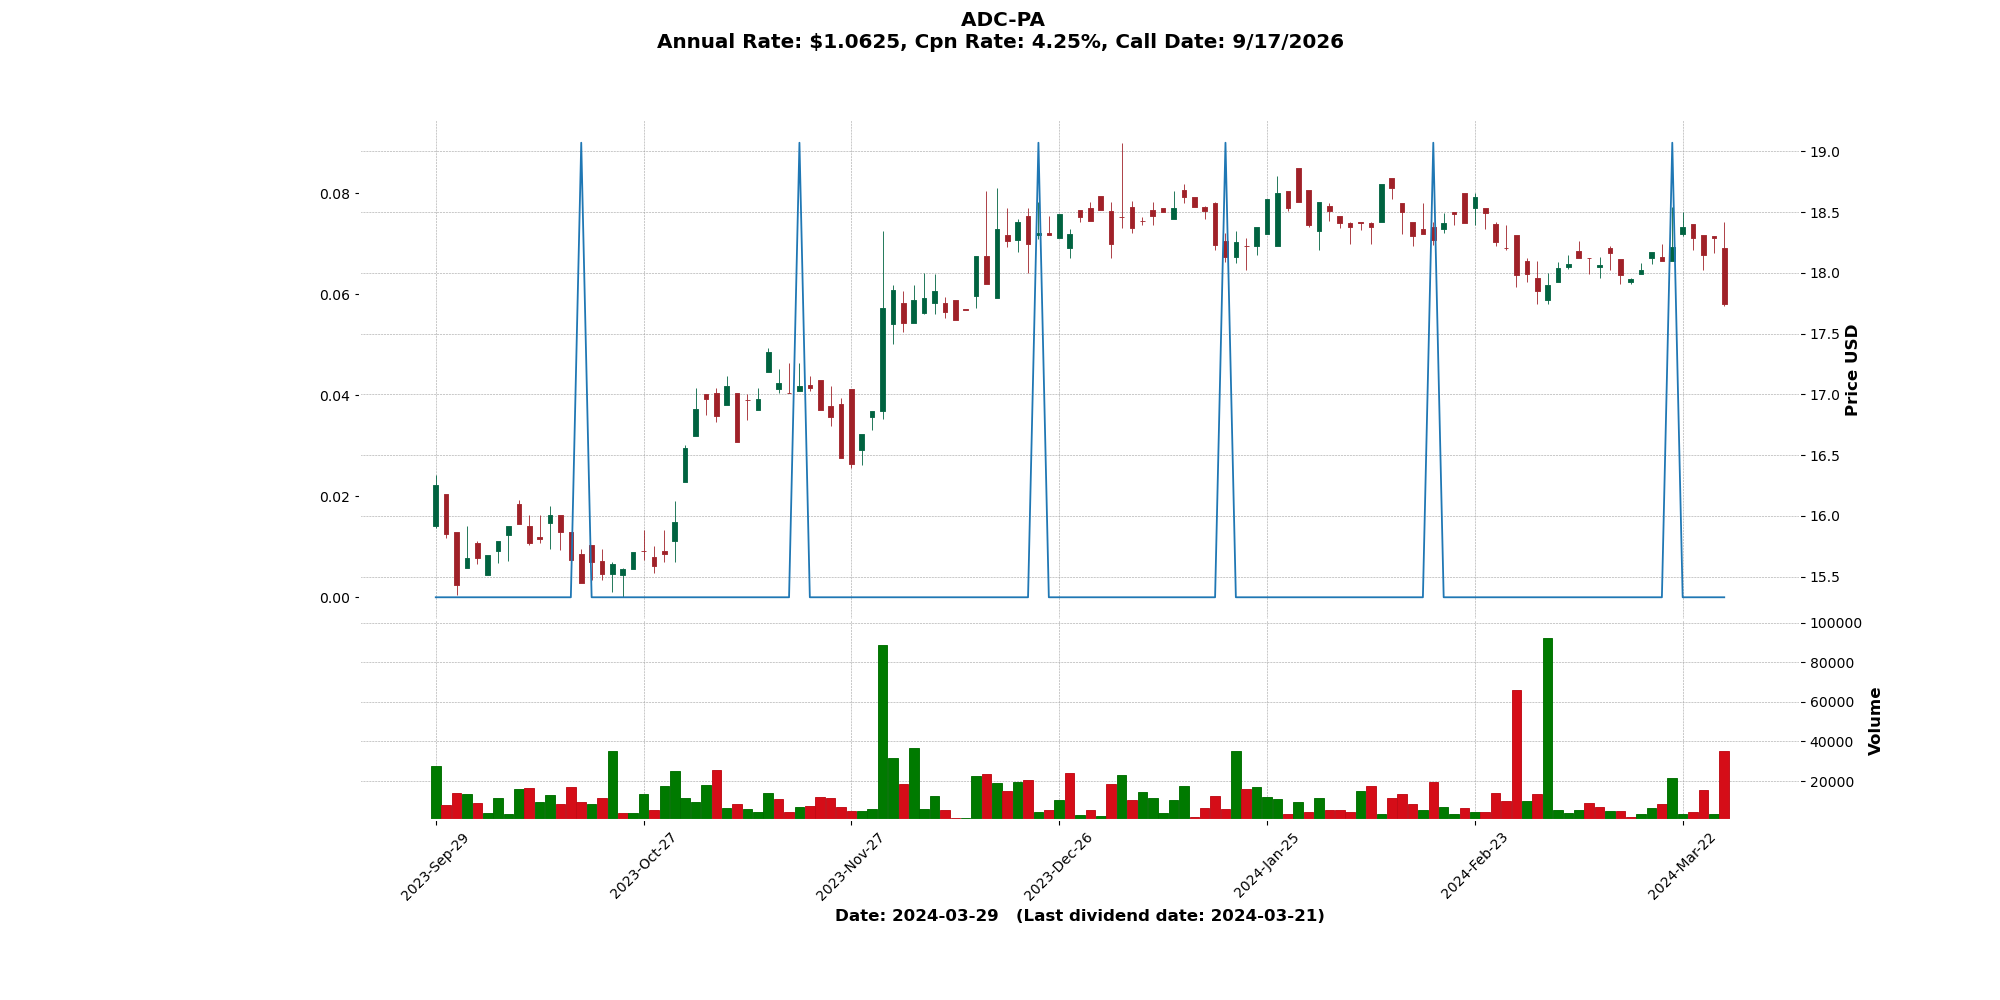 ADC-PA
Annual Rate: $1.0625, Cpn Rate: 4.25%, Call Date: 9/17/2026
0.08
0.06
0.04
0.02
0.00
19.0
18.5
18.0
17.5
17.0
16.5
16.0
15.5
Price USD
100000
80000
60000
40000
20000
Volume
2023-Sep-29
2023-Oct-27
2023-Nov-27
2023-Dec-26
2024-Jan-25
2024-Feb-23
2024-Mar-22
Date: 2024-03-29 (Last dividend date: 2024-03-21)